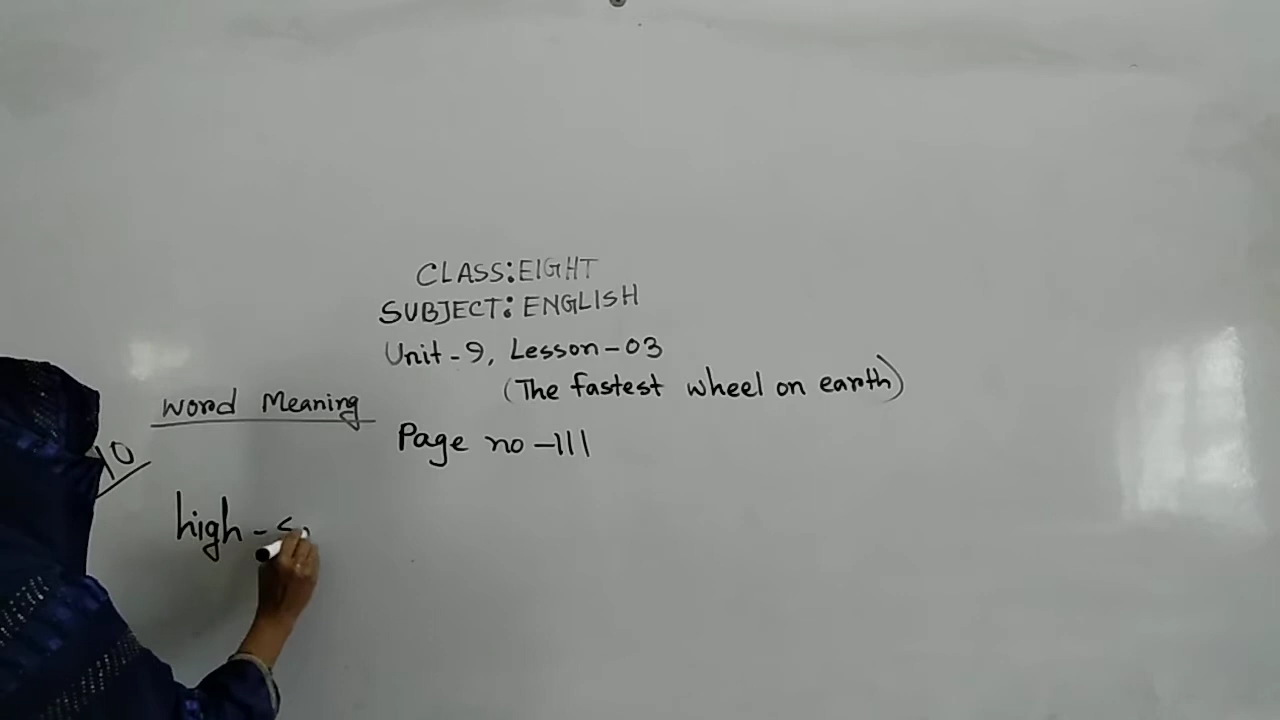 CLASS:EIGHT
SUBJECT: ENGLISH
Unit-9, Lesson-03
(The fastest wheel on earth)
Word Meaning
Page no-111
10
high-s